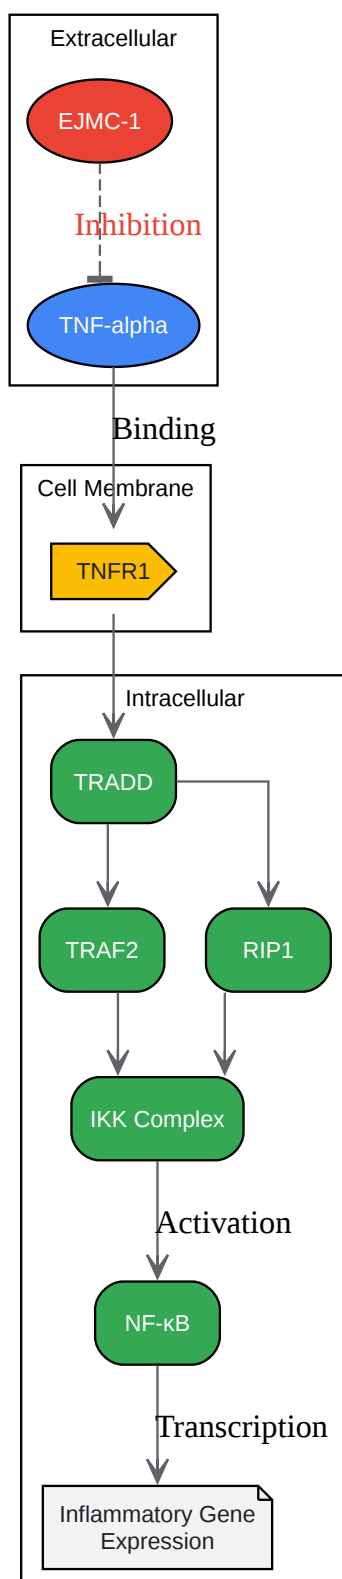 Extracellular
EJMC-1
Inhibition
TNF-alpha
Binding
Cell Membrane
TNFR1
Intracellular
TRADD
TRAF2
RIP1
IKK Complex
Activation
NF-κB
Transcription
Inflammatory Gene
Expression